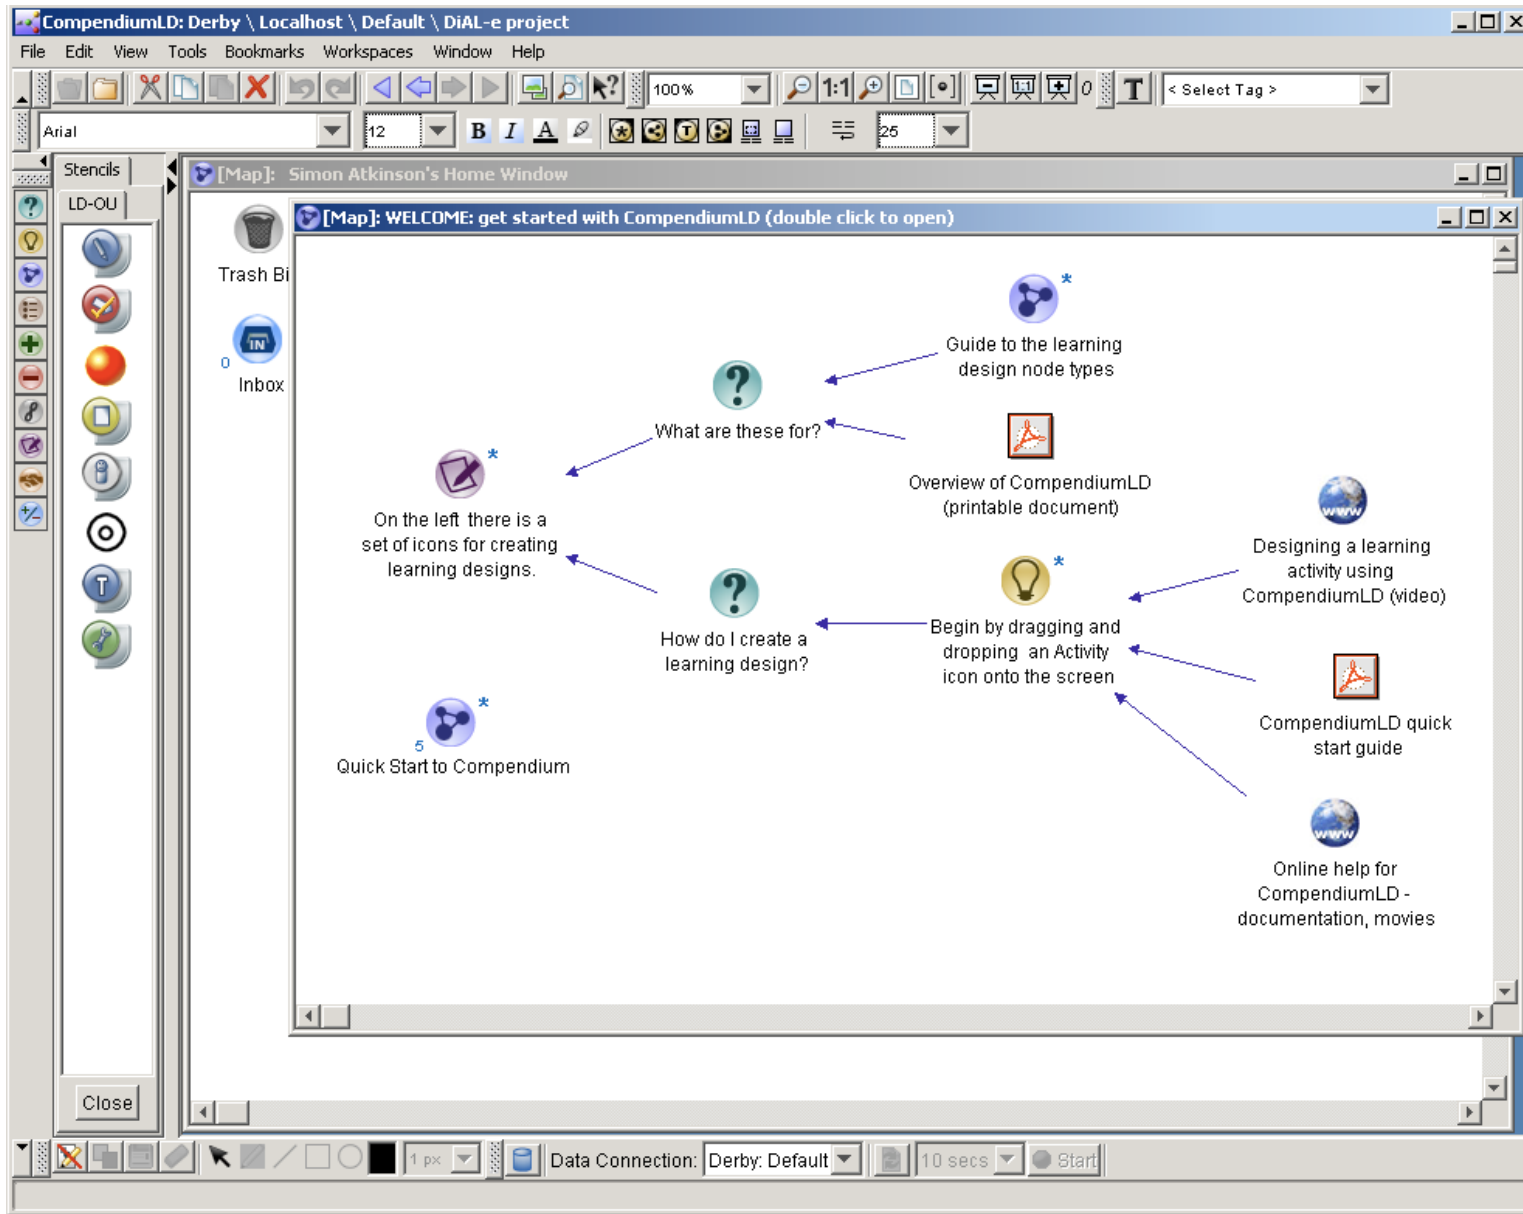 CompendiumLD: Derby \ Localhost \ Default \ DiAL-e project
File Edit View Tools Bookmarks Workspaces Window Help
1:1 100% 1:1 0 T < Select Tag >
Arial 12 B I A T 25
Stencils
LD-OU
[Map]: Simon Atkinson's Home Window
[Map]: WELCOME: get started with CompendiumLD (double click to open)
Trash Bi
IN
0
Inbox
*
Guide to the learning
design node types
?
What are these for?
Overview of CompendiumLD
(printable document)
*
On the left there is a
set of icons for creating
learning designs.
?
How do I create a
learning design?
*
Begin by dragging and
dropping an Activity
icon onto the screen
www
Designing a learning
activity using
CompendiumLD (video)
CompendiumLD quick
start guide
www
Online help for
CompendiumLD -
documentation, movies
*
5
Quick Start to Compendium
T
Close
1 px Data Connection: Derby: Default 10 secs Start